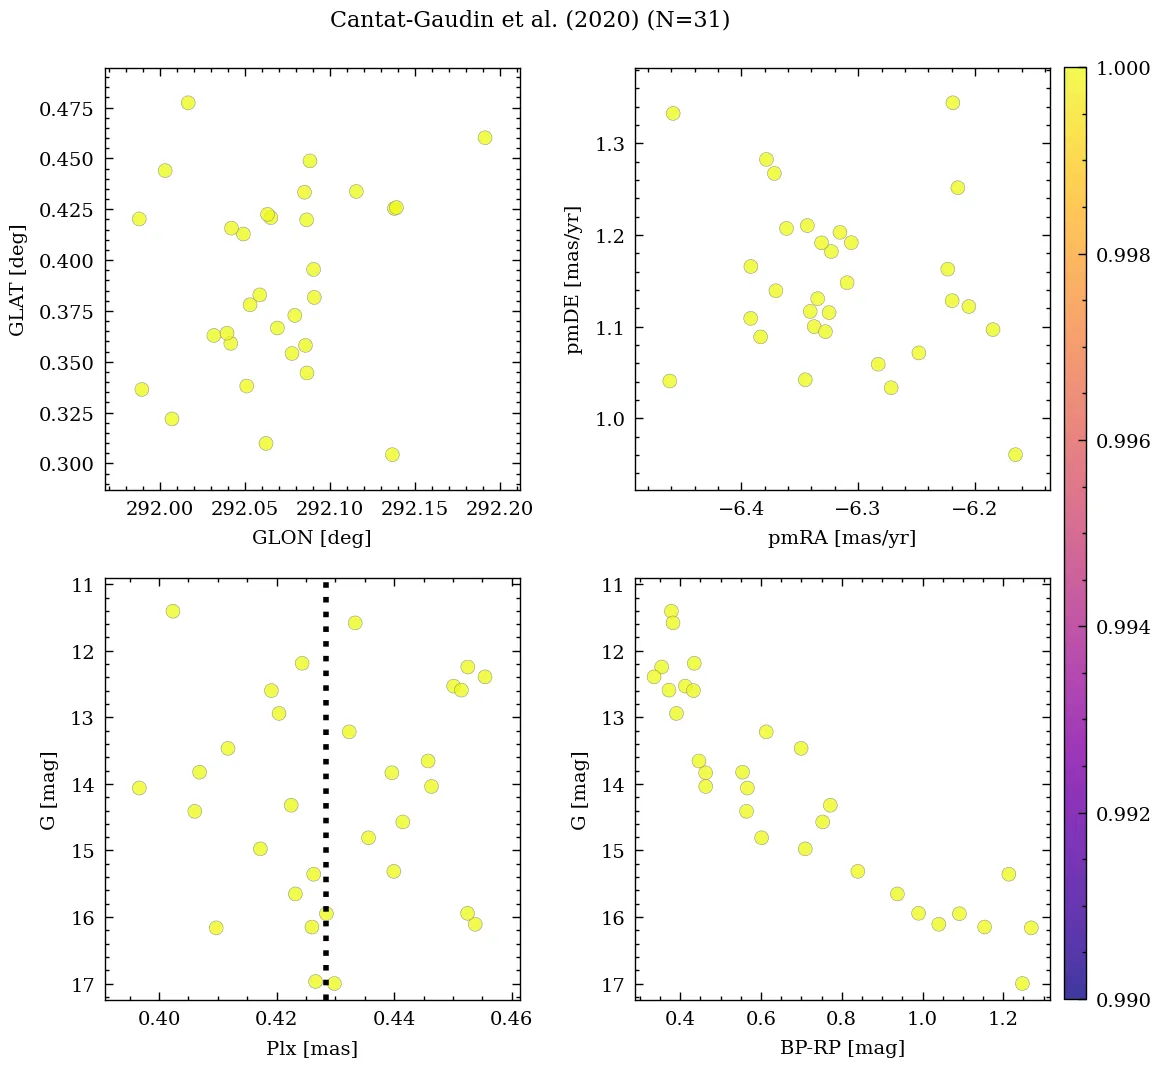 Cantat-Gaudin et al. (2020) (N=31)
0.475
0.450
0.425
0.400
0.375
0.350
0.325
0.300
GLAT [deg]
292.00 292.05 292.10 292.15 292.20
GLON [deg]
1.3
1.2
1.1
1.0
pmDE [mas/yr]
−6.4 −6.3 −6.2
pmRA [mas/yr]
11
12
13
14
15
16
17
G [mag]
0.40 0.42 0.44 0.46
Plx [mas]
11
12
13
14
15
16
17
G [mag]
0.4 0.6 0.8 1.0 1.2
BP-RP [mag]
1.000
0.998
0.996
0.994
0.992
0.990